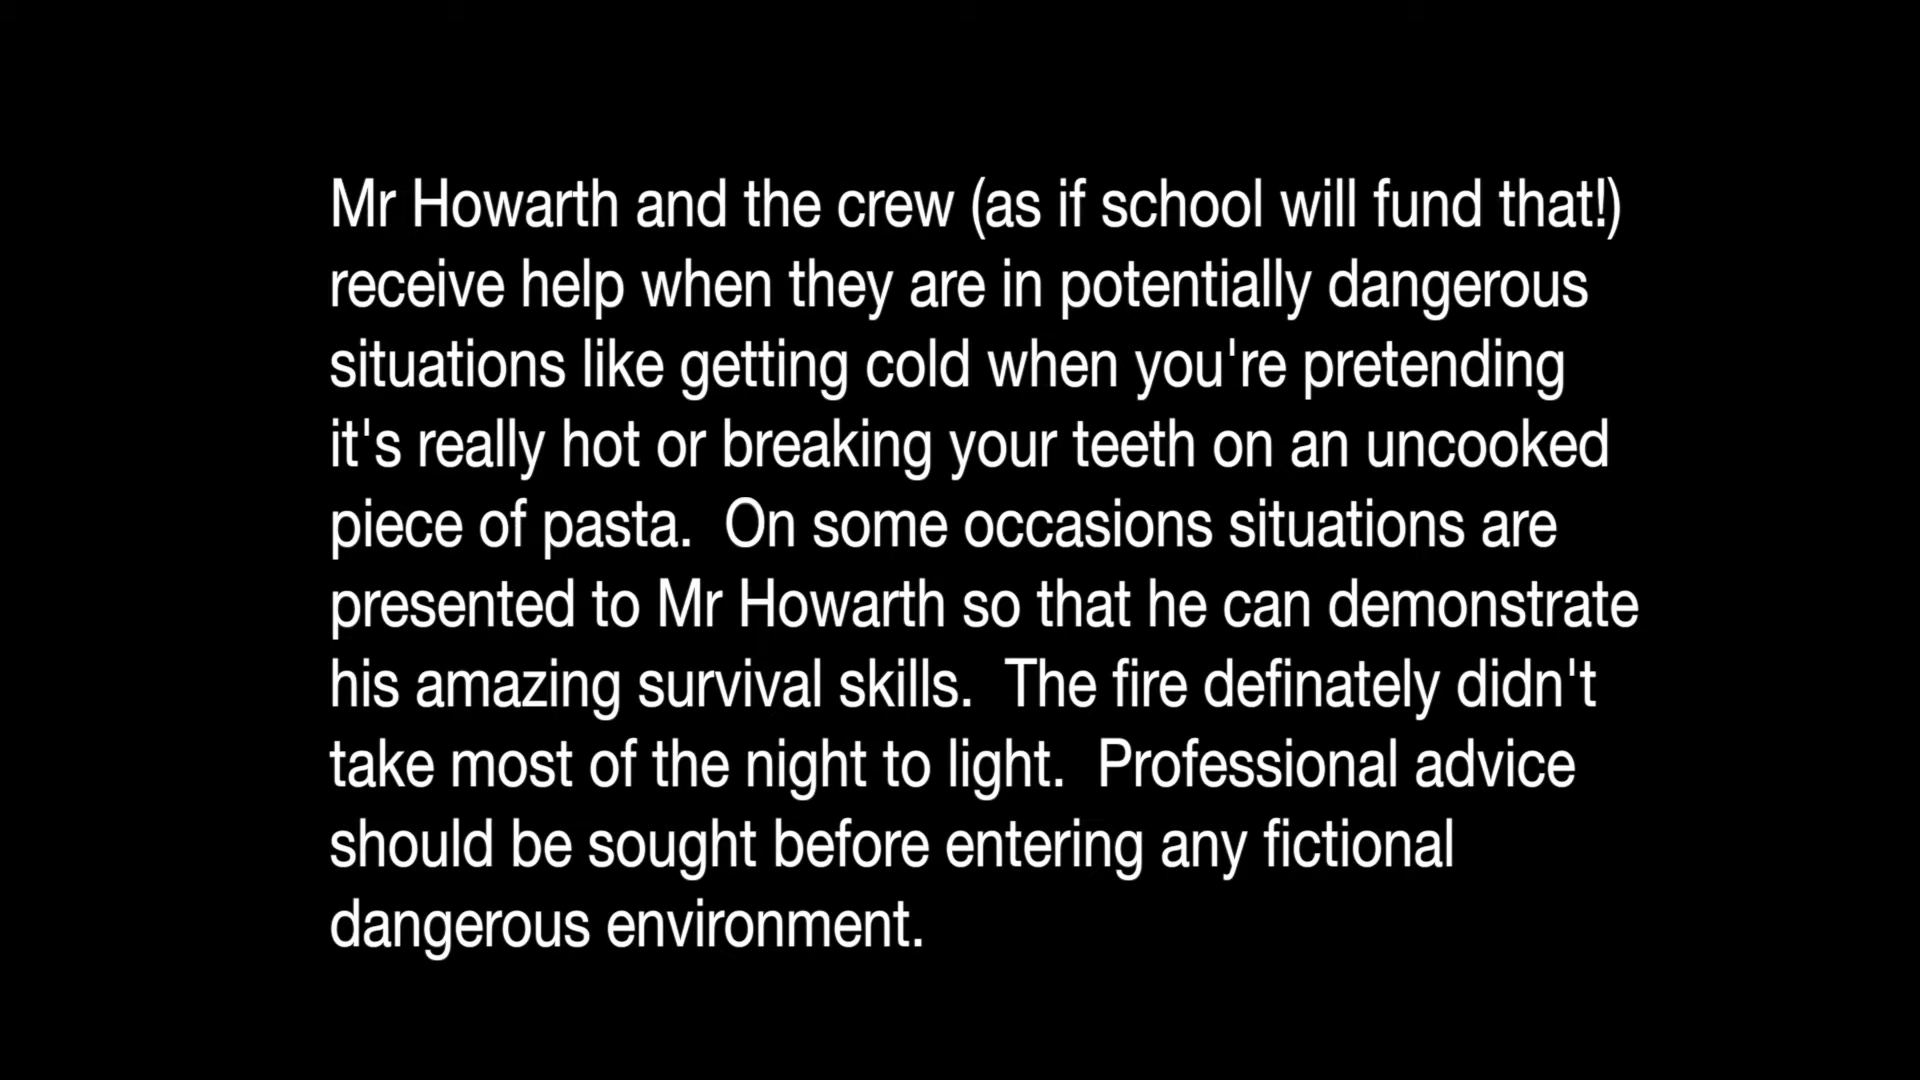 Mr Howarth and the crew (as if school will fund that!)
receive help when they are in potentially dangerous
situations like getting cold when you're pretending
it's really hot or breaking your teeth on an uncooked
piece of pasta.  On some occasions situations are
presented to Mr Howarth so that he can demonstrate
his amazing survival skills.  The fire definately didn't
take most of the night to light.  Professional advice
should be sought before entering any fictional
dangerous environment.